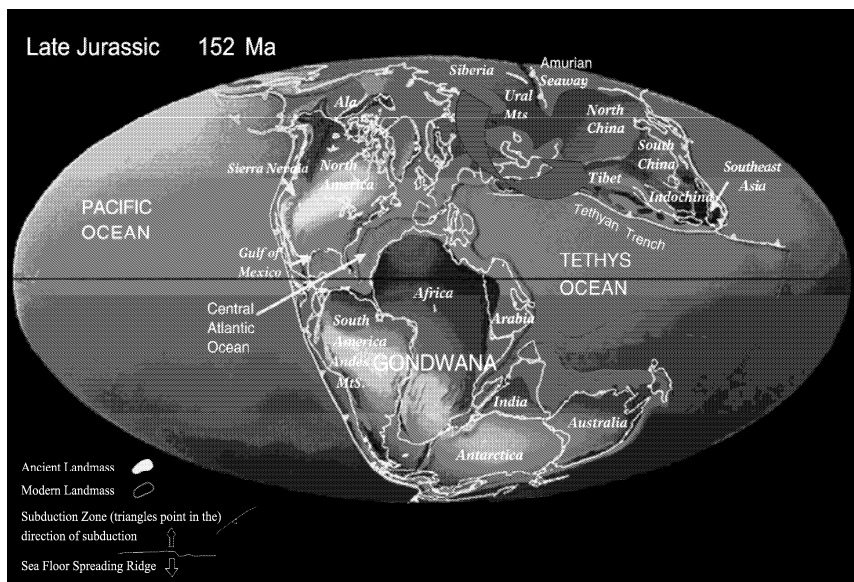 Late Jurassic 152 Ma
Siberia
Amurian
Seaway
Ural
Mts
Ala
North
China
South
China
Southeast
Asia
Sierra Nevada
North
America
Tibet
Indochina
PACIFIC
OCEAN
Tethyan Trench
Gulf of
Mexico
TETHYS
OCEAN
Africa
Central
Atlantic
Ocean
Arabia
South
America
Andes
MtS.
GONDWANA
India
Australia
Antarctica
Ancient Landmass
Modern Landmass
Subduction Zone (triangles point in the)
direction of subduction
Sea Floor Spreading Ridge